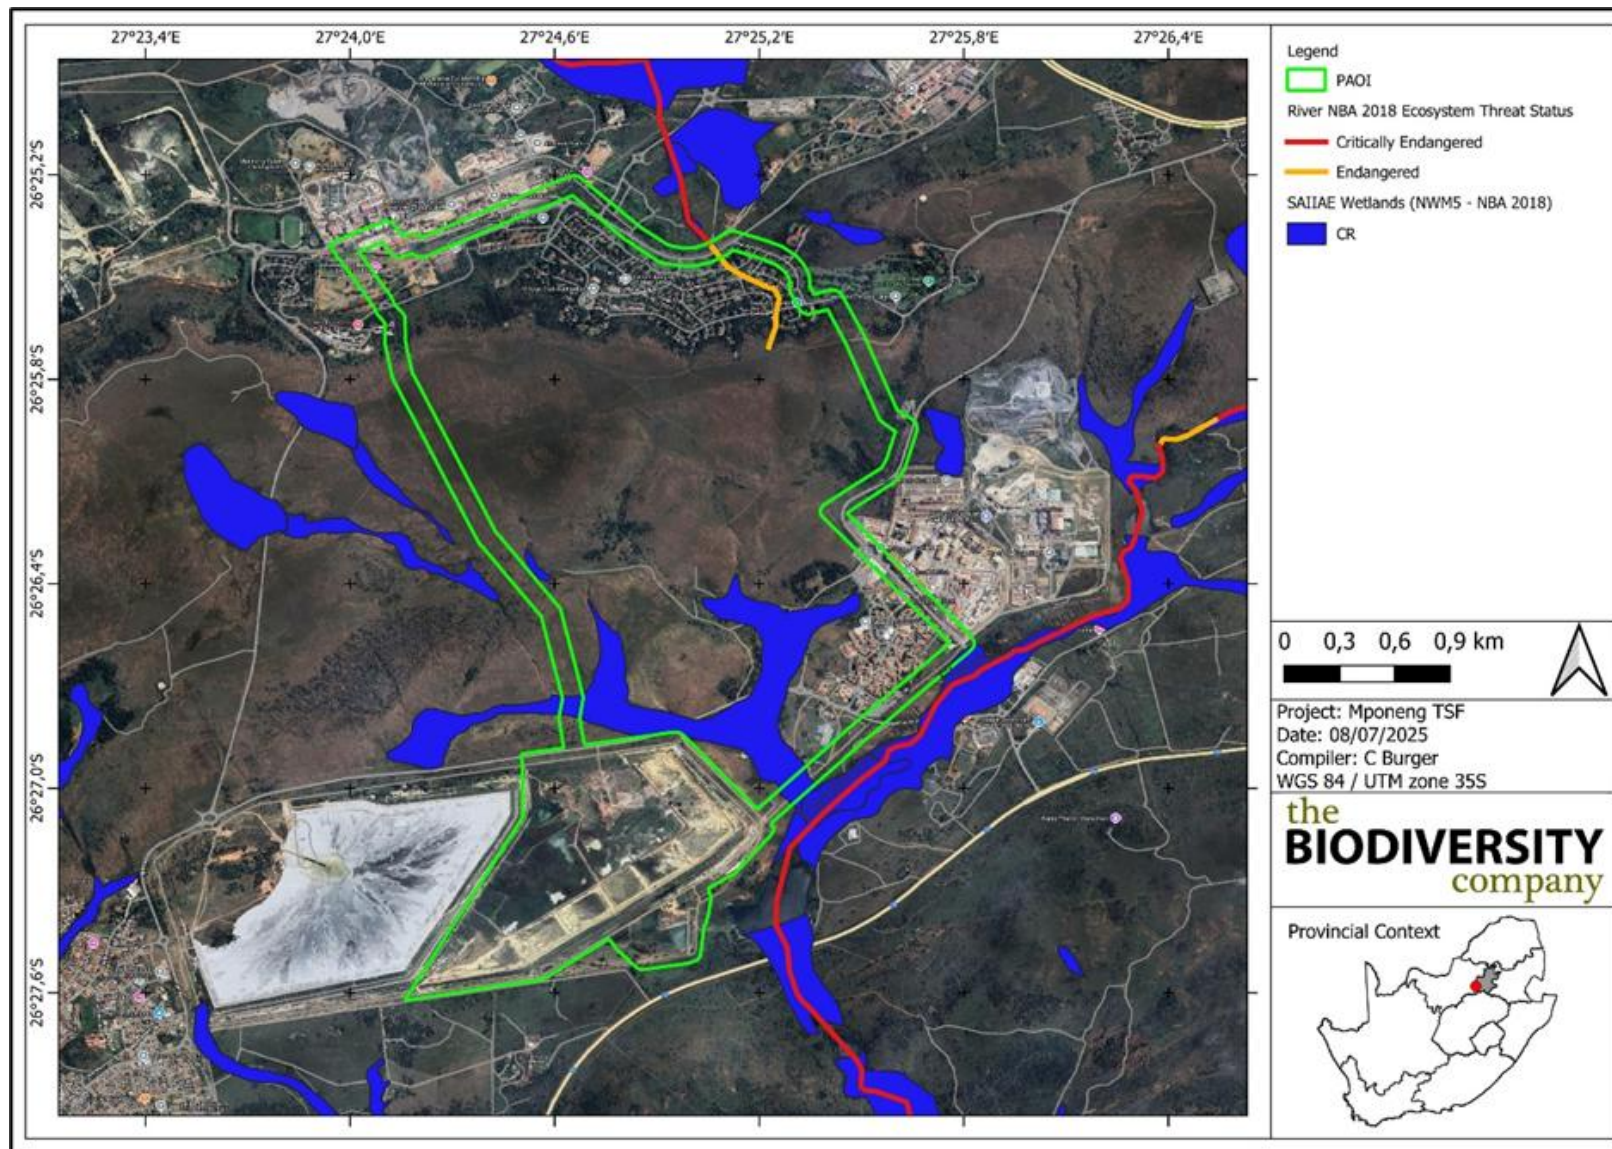 27°23,4'E 27°24,0'E 27°24,6'E 27°25,2'E 27°25,8'E 27°26,4'E
26°25,2'S
26°25,8'S
26°26,4'S
26°27,0'S
26°27,6'S
Legend
PAOI
River NBA 2018 Ecosystem Threat Status
Critically Endangered
Endangered
SAIIAE Wetlands (NWM5 - NBA 2018)
CR
0 0,3 0,6 0,9 km
Project: Mponeng TSF
Date: 08/07/2025
Compiler: C Burger
WGS 84 / UTM zone 35S
the
BIODIVERSITY
company
Provincial Context